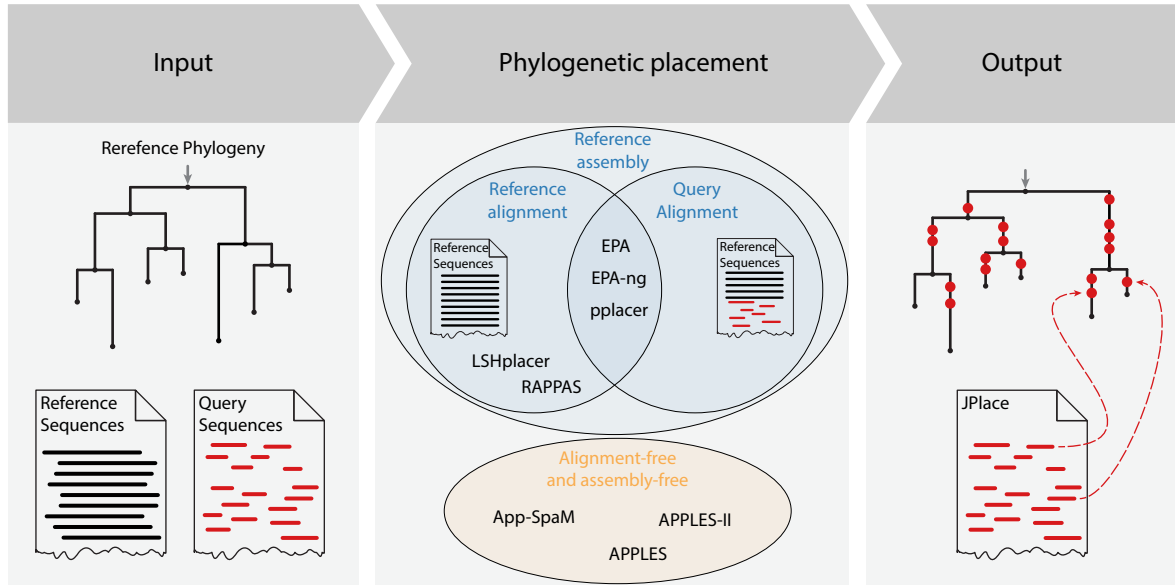 Input
Phylogenetic placement
Output
Rerefence Phylogeny
Reference
Sequences
Query
Sequences
Reference
assembly
Reference
alignment
Query
Alignment
Reference
Sequences
EPA
EPA-ng
pplacer
Reference
Sequences
LSHplacer
RAPPAS
Alignment-free
and assembly-free
App-SpaM
APPLES-II
APPLES
JPlace